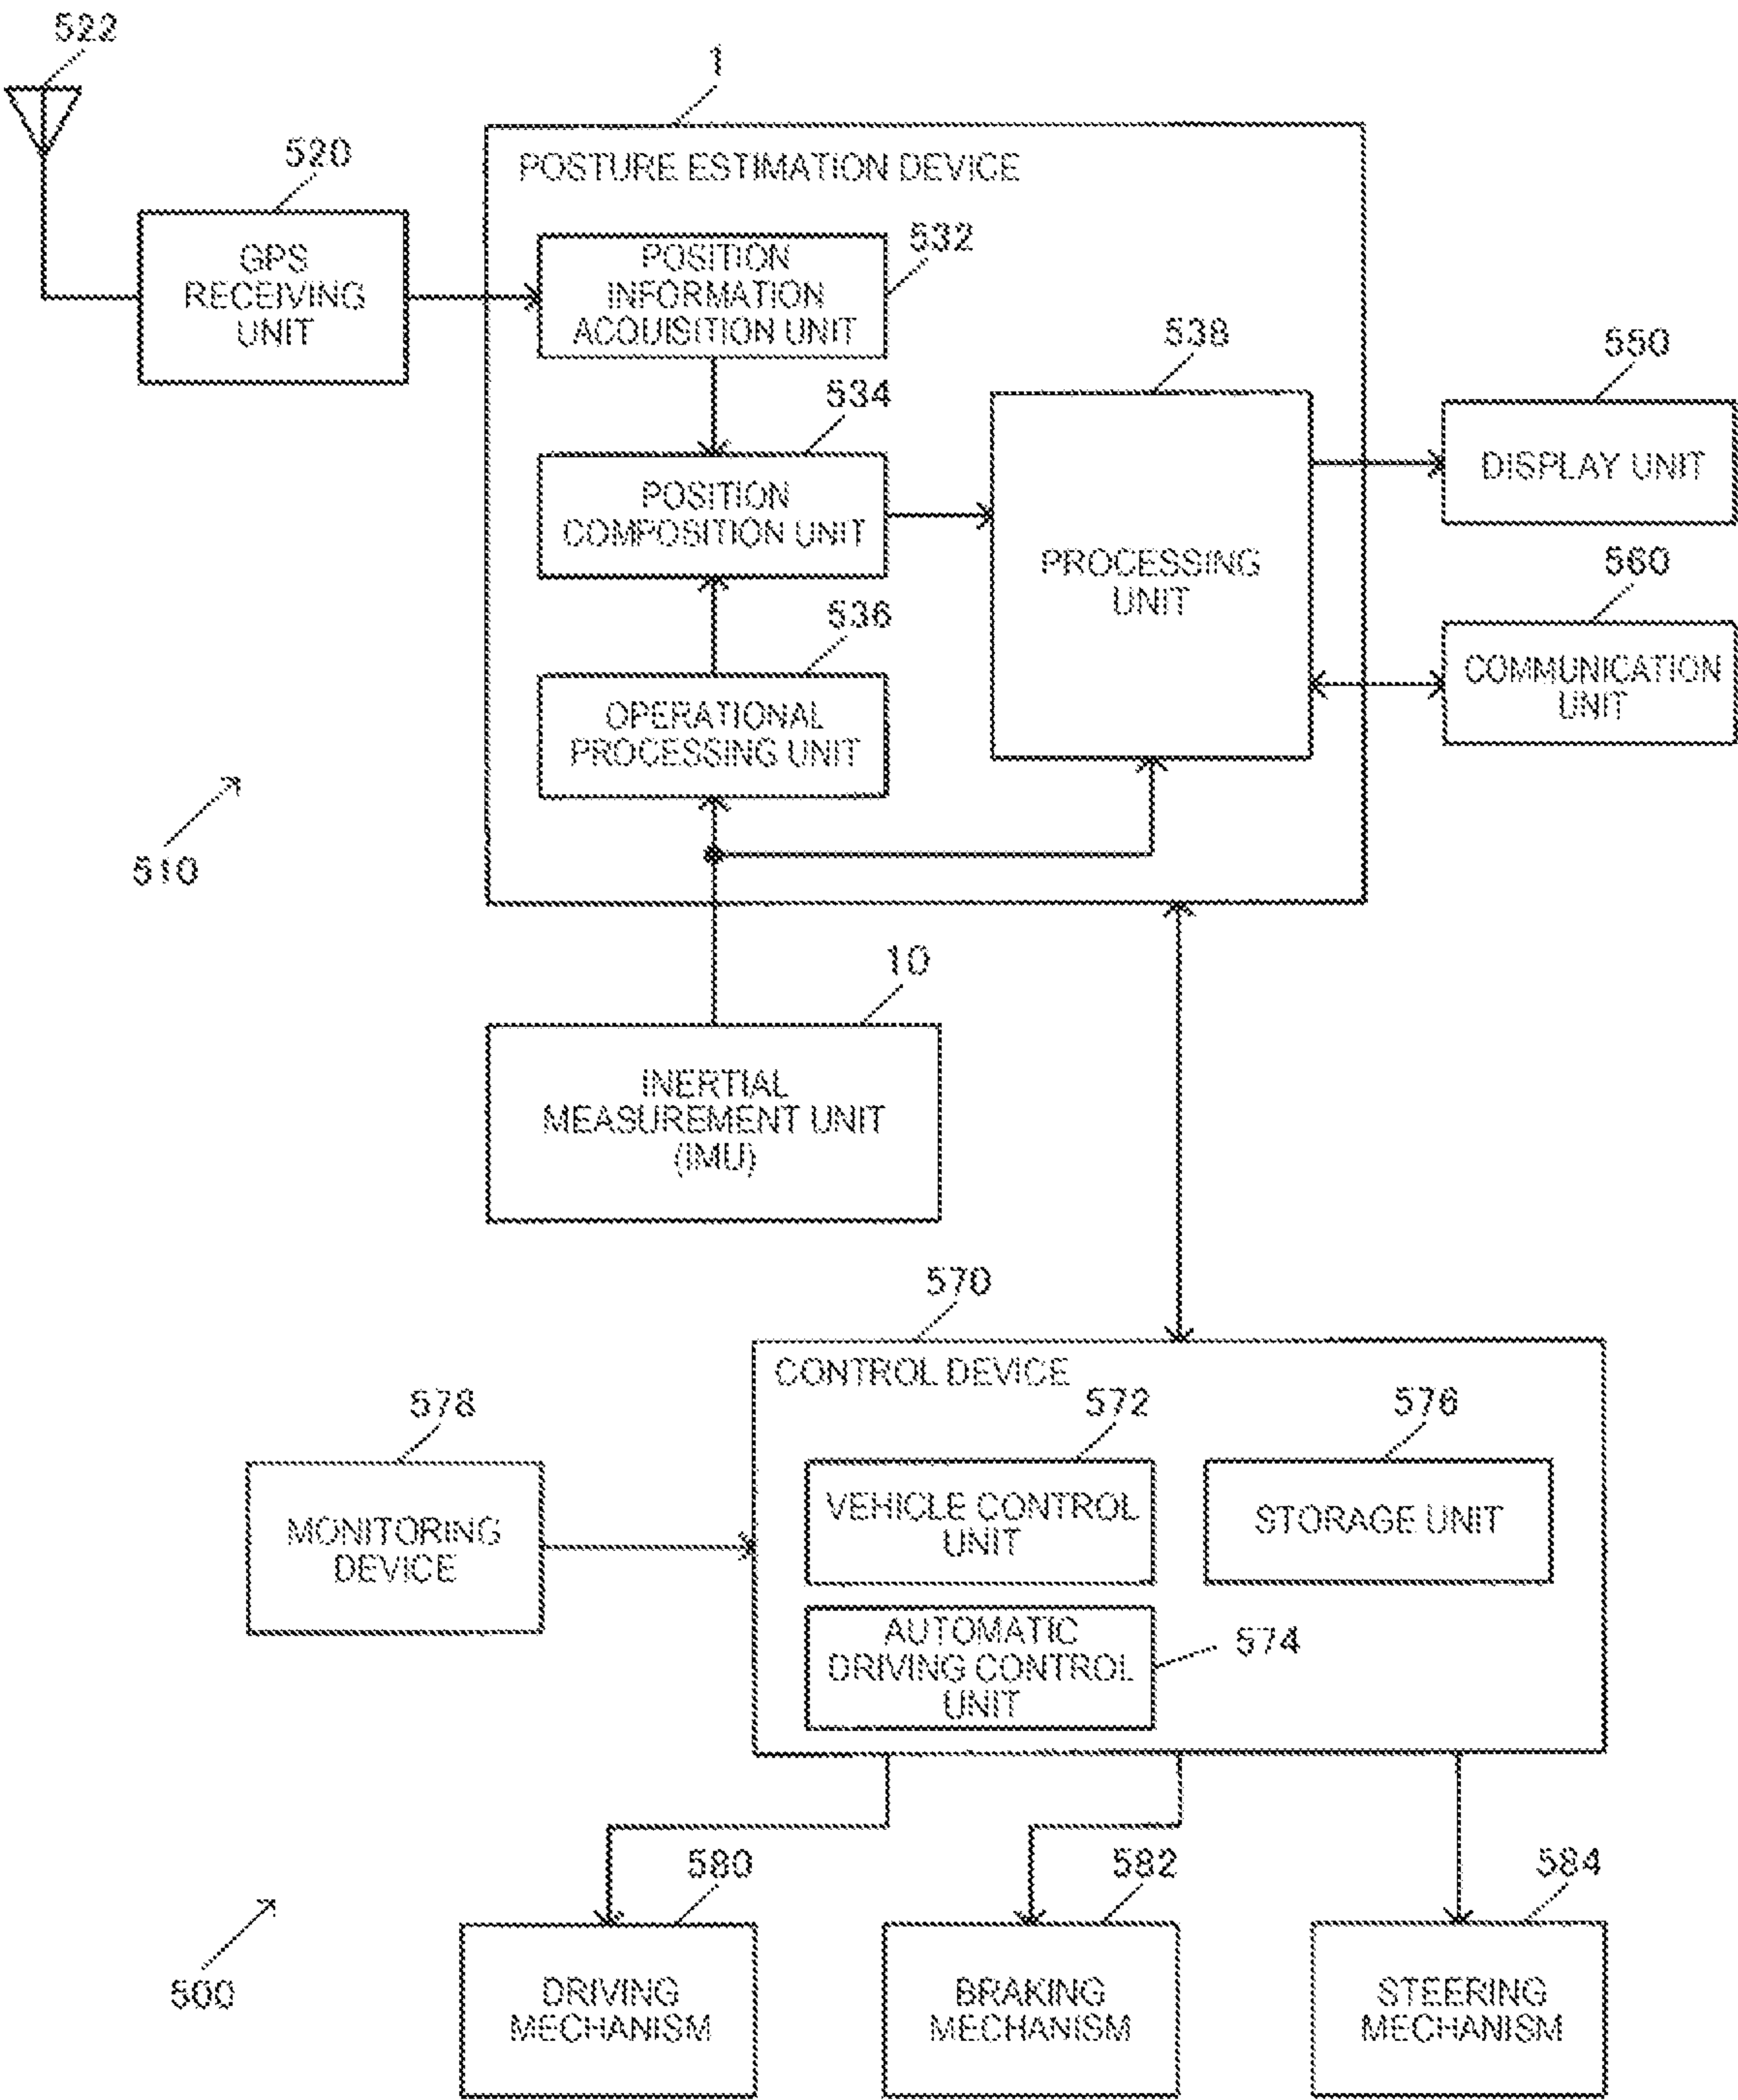 522
1
520
POSTURE ESTIMATION DEVICE
532
GPS
RECEIVING
UNIT
POSITION
INFORMATION
ACQUISITION UNIT
538
550
534
DISPLAY UNIT
POSITION
COMPOSITION UNIT
PROCESSING
UNIT
560
536
COMMUNICATION
UNIT
OPERATIONAL
PROCESSING UNIT
510
10
INERTIAL
MEASUREMENT UNIT
(IMU)
570
CONTROL DEVICE
578
572
576
MONITORING
DEVICE
VEHICLE CONTROL
UNIT
STORAGE UNIT
AUTOMATIC
DRIVING CONTROL
UNIT
574
580
582
584
500
DRIVING
MECHANISM
BRAKING
MECHANISM
STEERING
MECHANISM